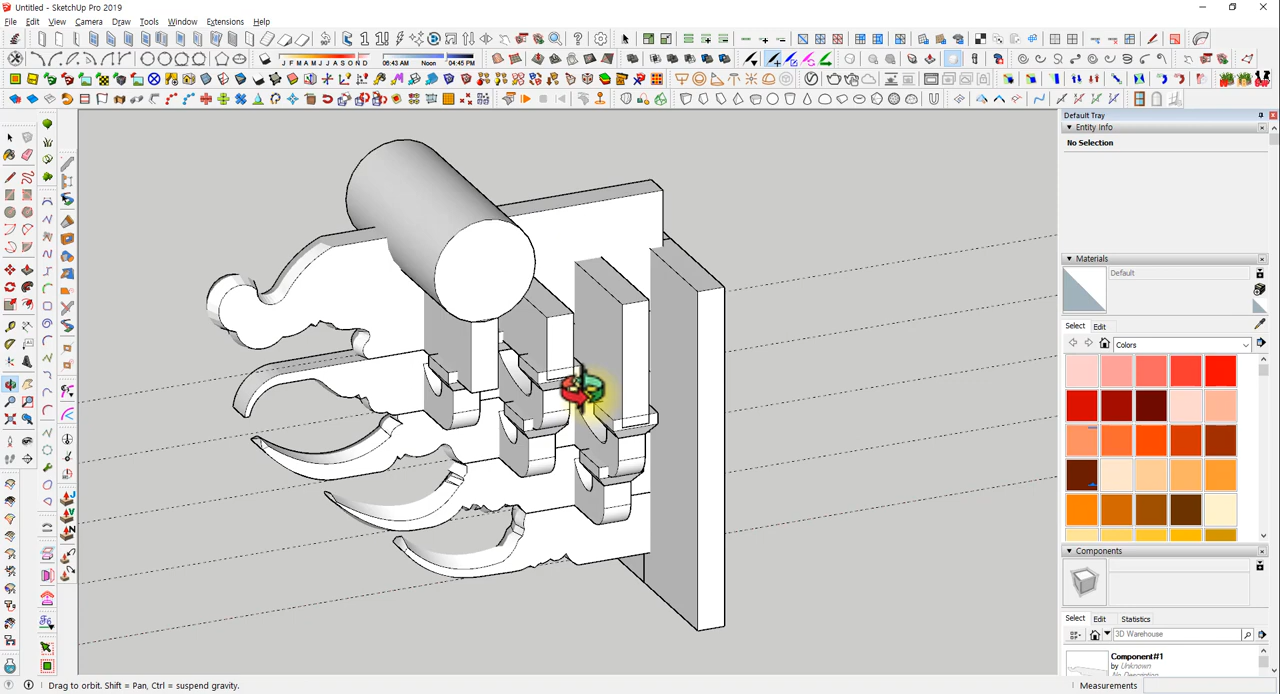 Untitled - SketchUp Pro 2019
File Edit View Camera Draw Tools Window Extensions Help
J F M A M J J A S O N D 06:43 AM Noon 04:45 PM
Default Tray
Entity Info
No Selection
Materials
Default
Select Edit
Colors
Components
Select Edit Statistics
3D Warehouse
Component#1
by Unknown
No Description
Drag to orbit. Shift = Pan, Ctrl = suspend gravity.
Measurements